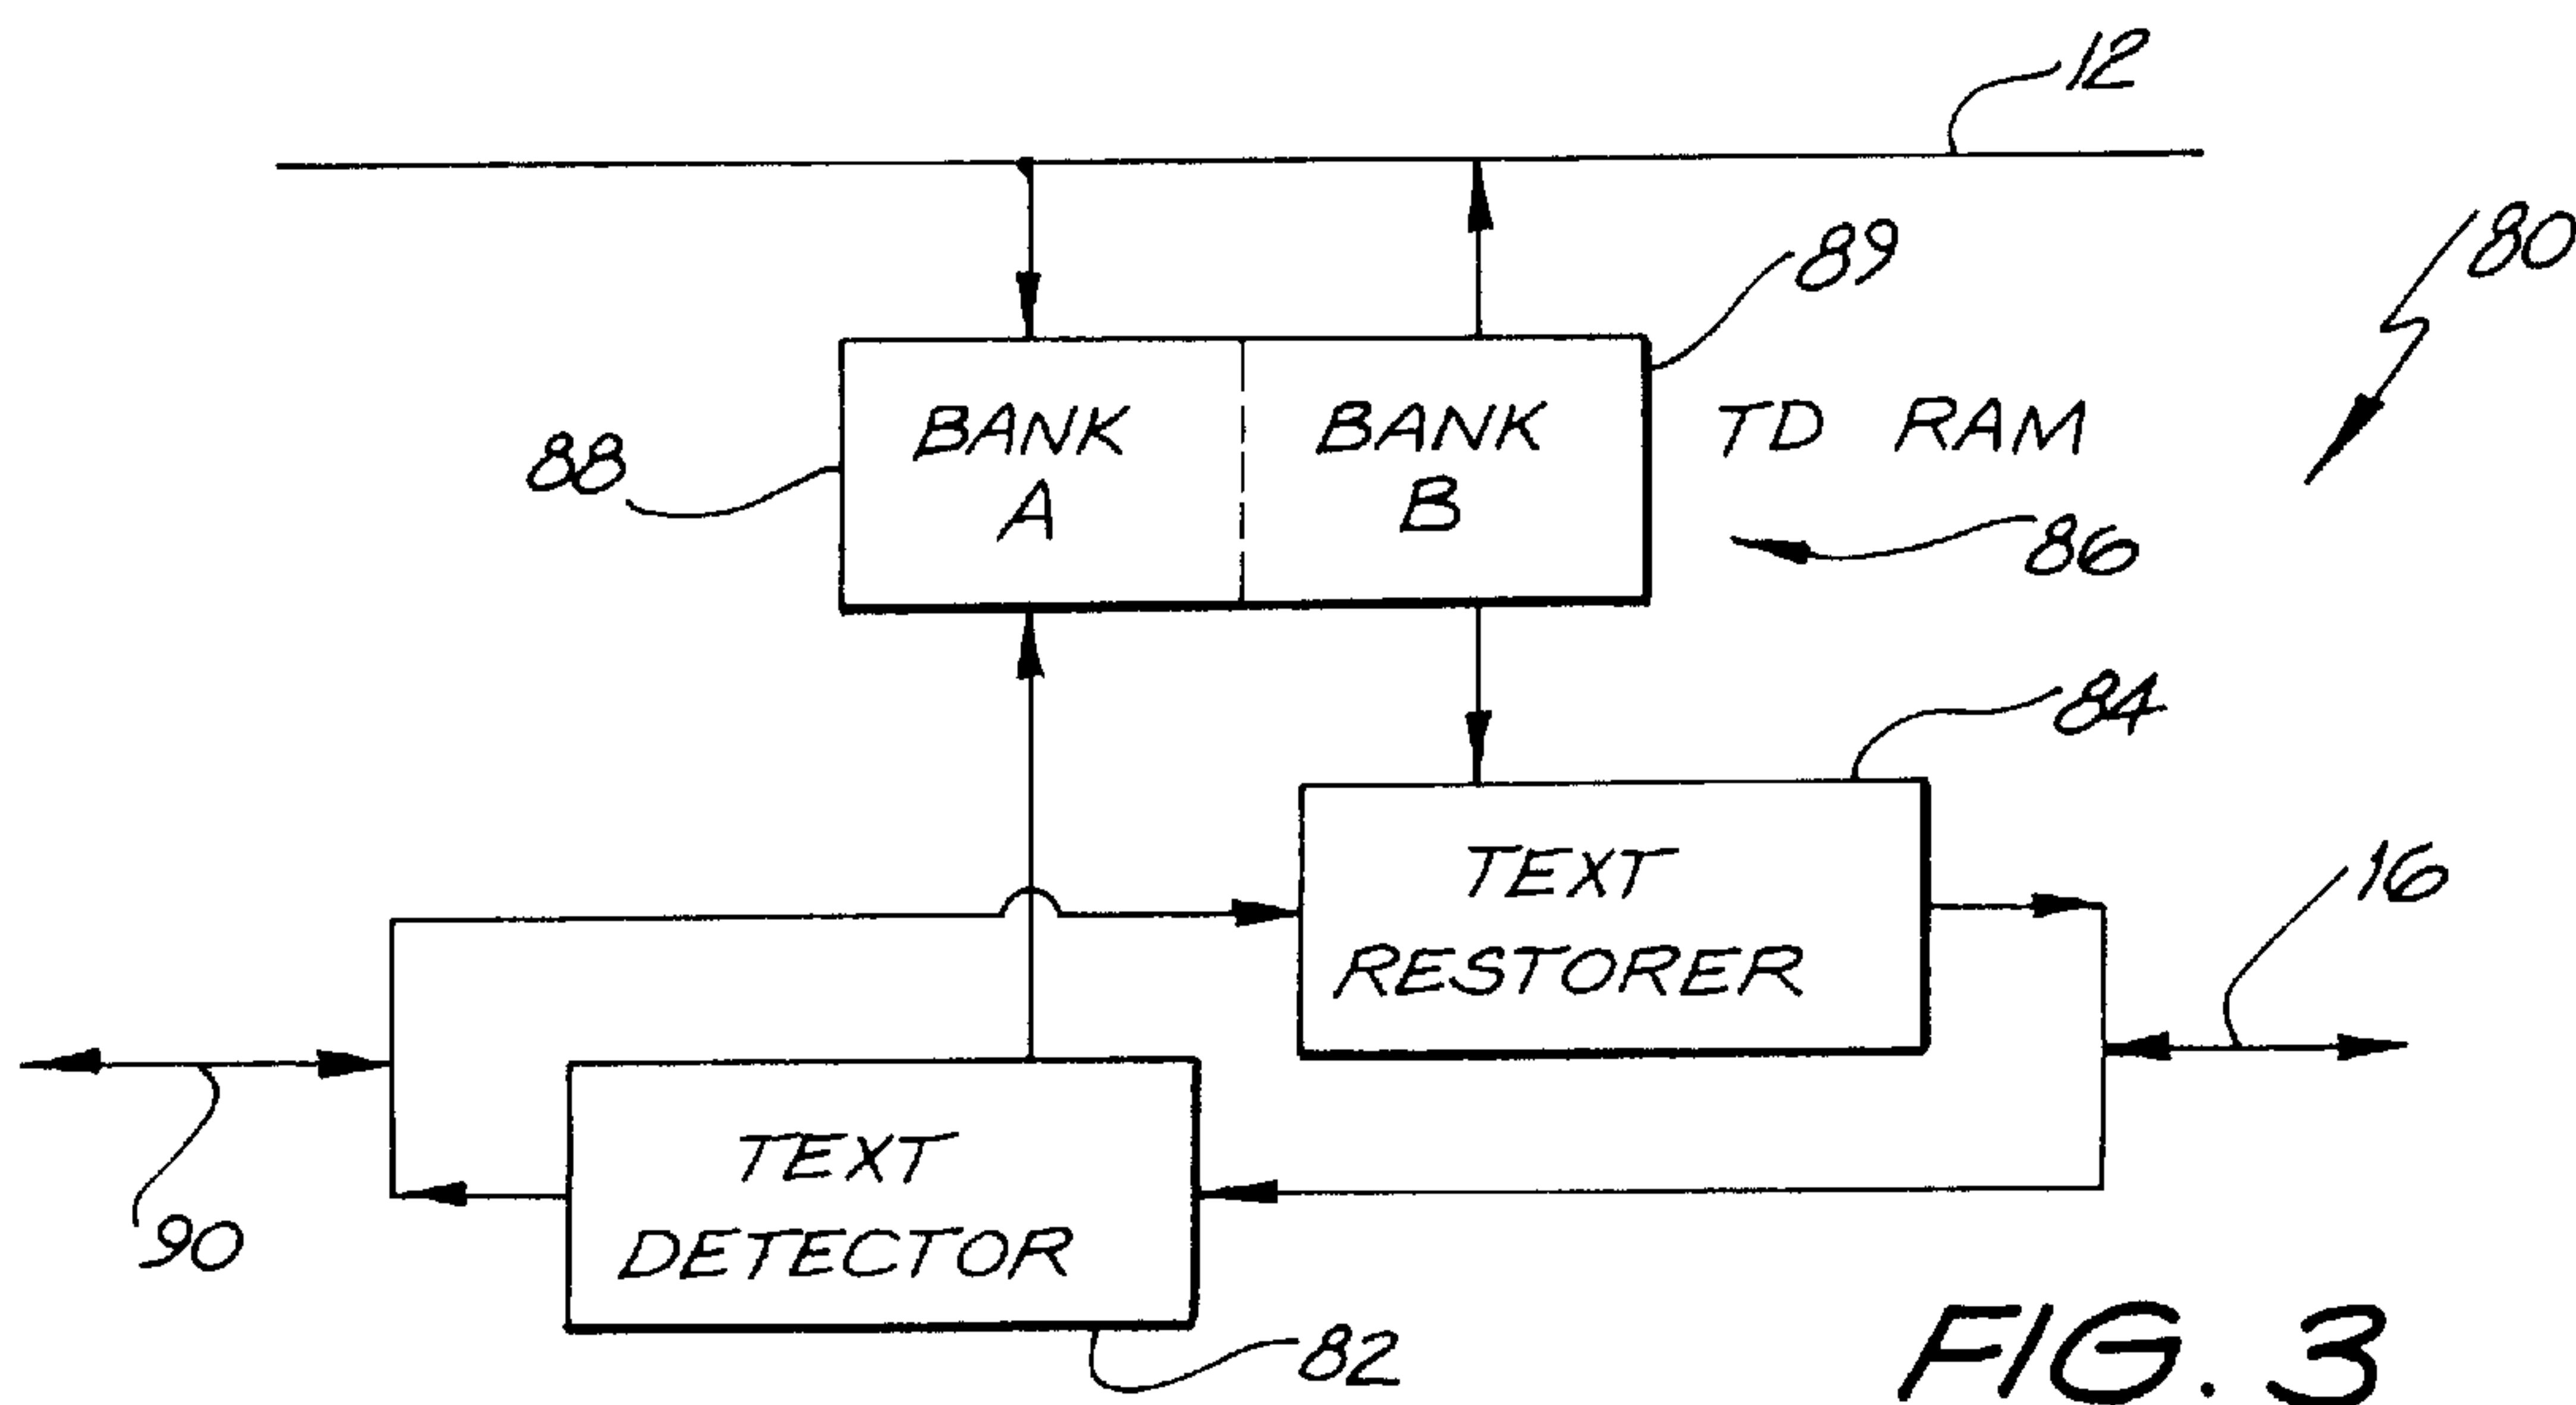 12
80
89
BANK
A
BANK
B
TD RAM
88
86
84
TEXT
RESTORER
16
90
TEXT
DETECTOR
82
FIG. 3